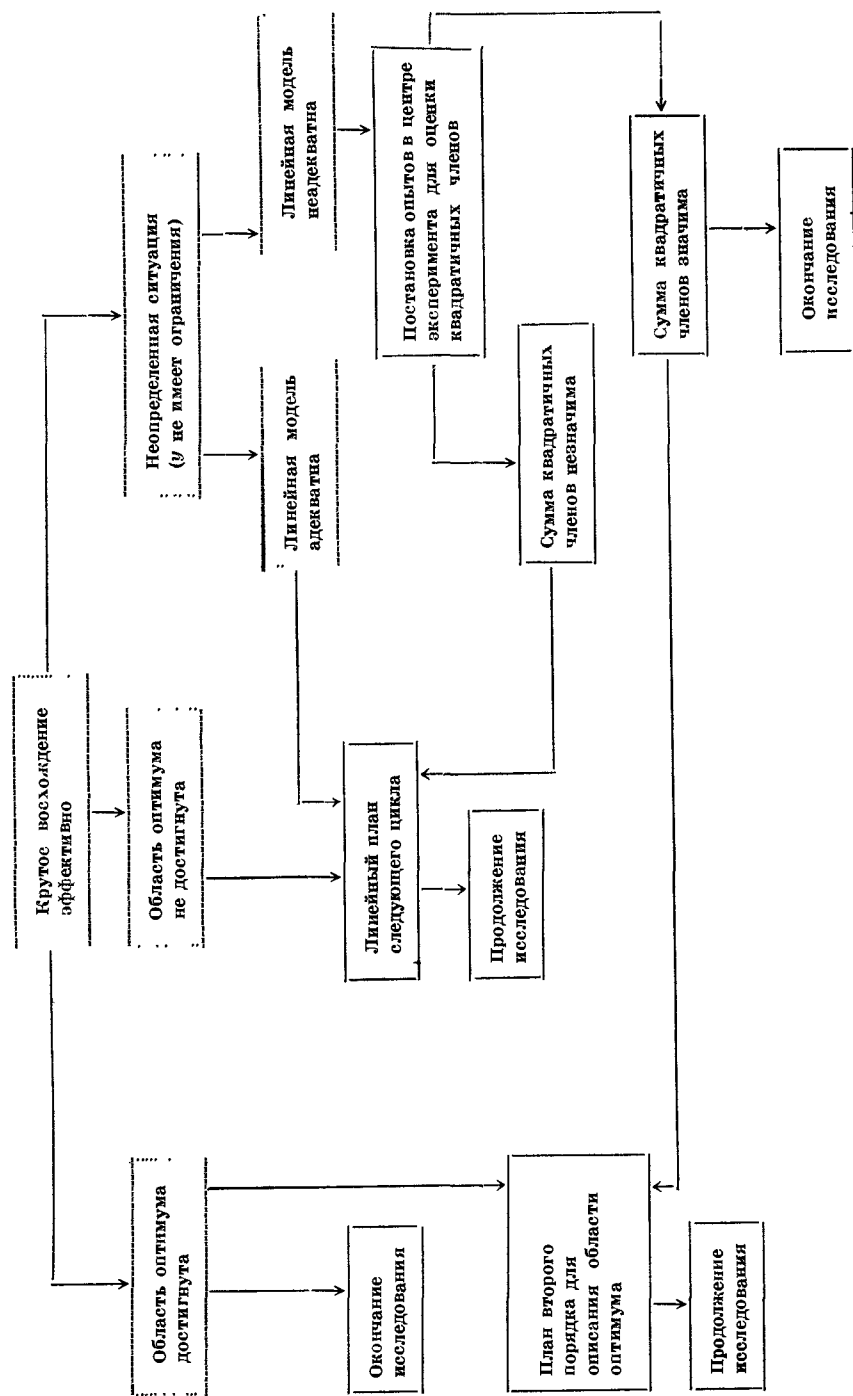 Крутое восхождение
эффективно
Область оптимума
достигнута
Область оптимума
не достигнута
Неопределенная ситуация
(y не имеет ограничения)
Линейная модель
адекватна
Линейная модель
неадекватна
Окончание
исследования
Линейный план
следующего цикла
Постановка опытов в центре
эксперимента для оценки
квадратичных членов
Продолжение
исследования
План второго
порядка для
описания области
оптимума
Сумма квадратичных
членов незначима
Сумма квадратичных
членов значима
Продолжение
исследования
Окончание
исследования